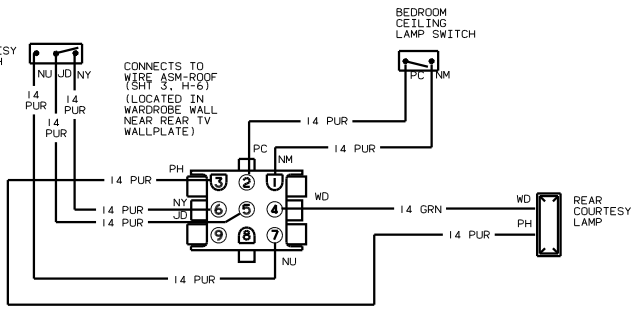 BEDROOM
CEILING
LAMP SWITCH
ESY
H
NU JD NY
PC NM
CONNECTS TO
WIRE ASM-ROOF
(SHT 3, H-6)
(LOCATED IN
WARDROBE WALL
NEAR REAR TV
WALLPLATE)
14
PUR
14
PUR
14
PUR
14 PUR
14 PUR
PC
NM
PH
14 PUR
3 2 1
WD
NY
14 PUR
6 5 4
JD
14 PUR
14 GRN
WD
PH
REAR
COURTESY
LAMP
9 8 7
14 PUR
NU
14 PUR